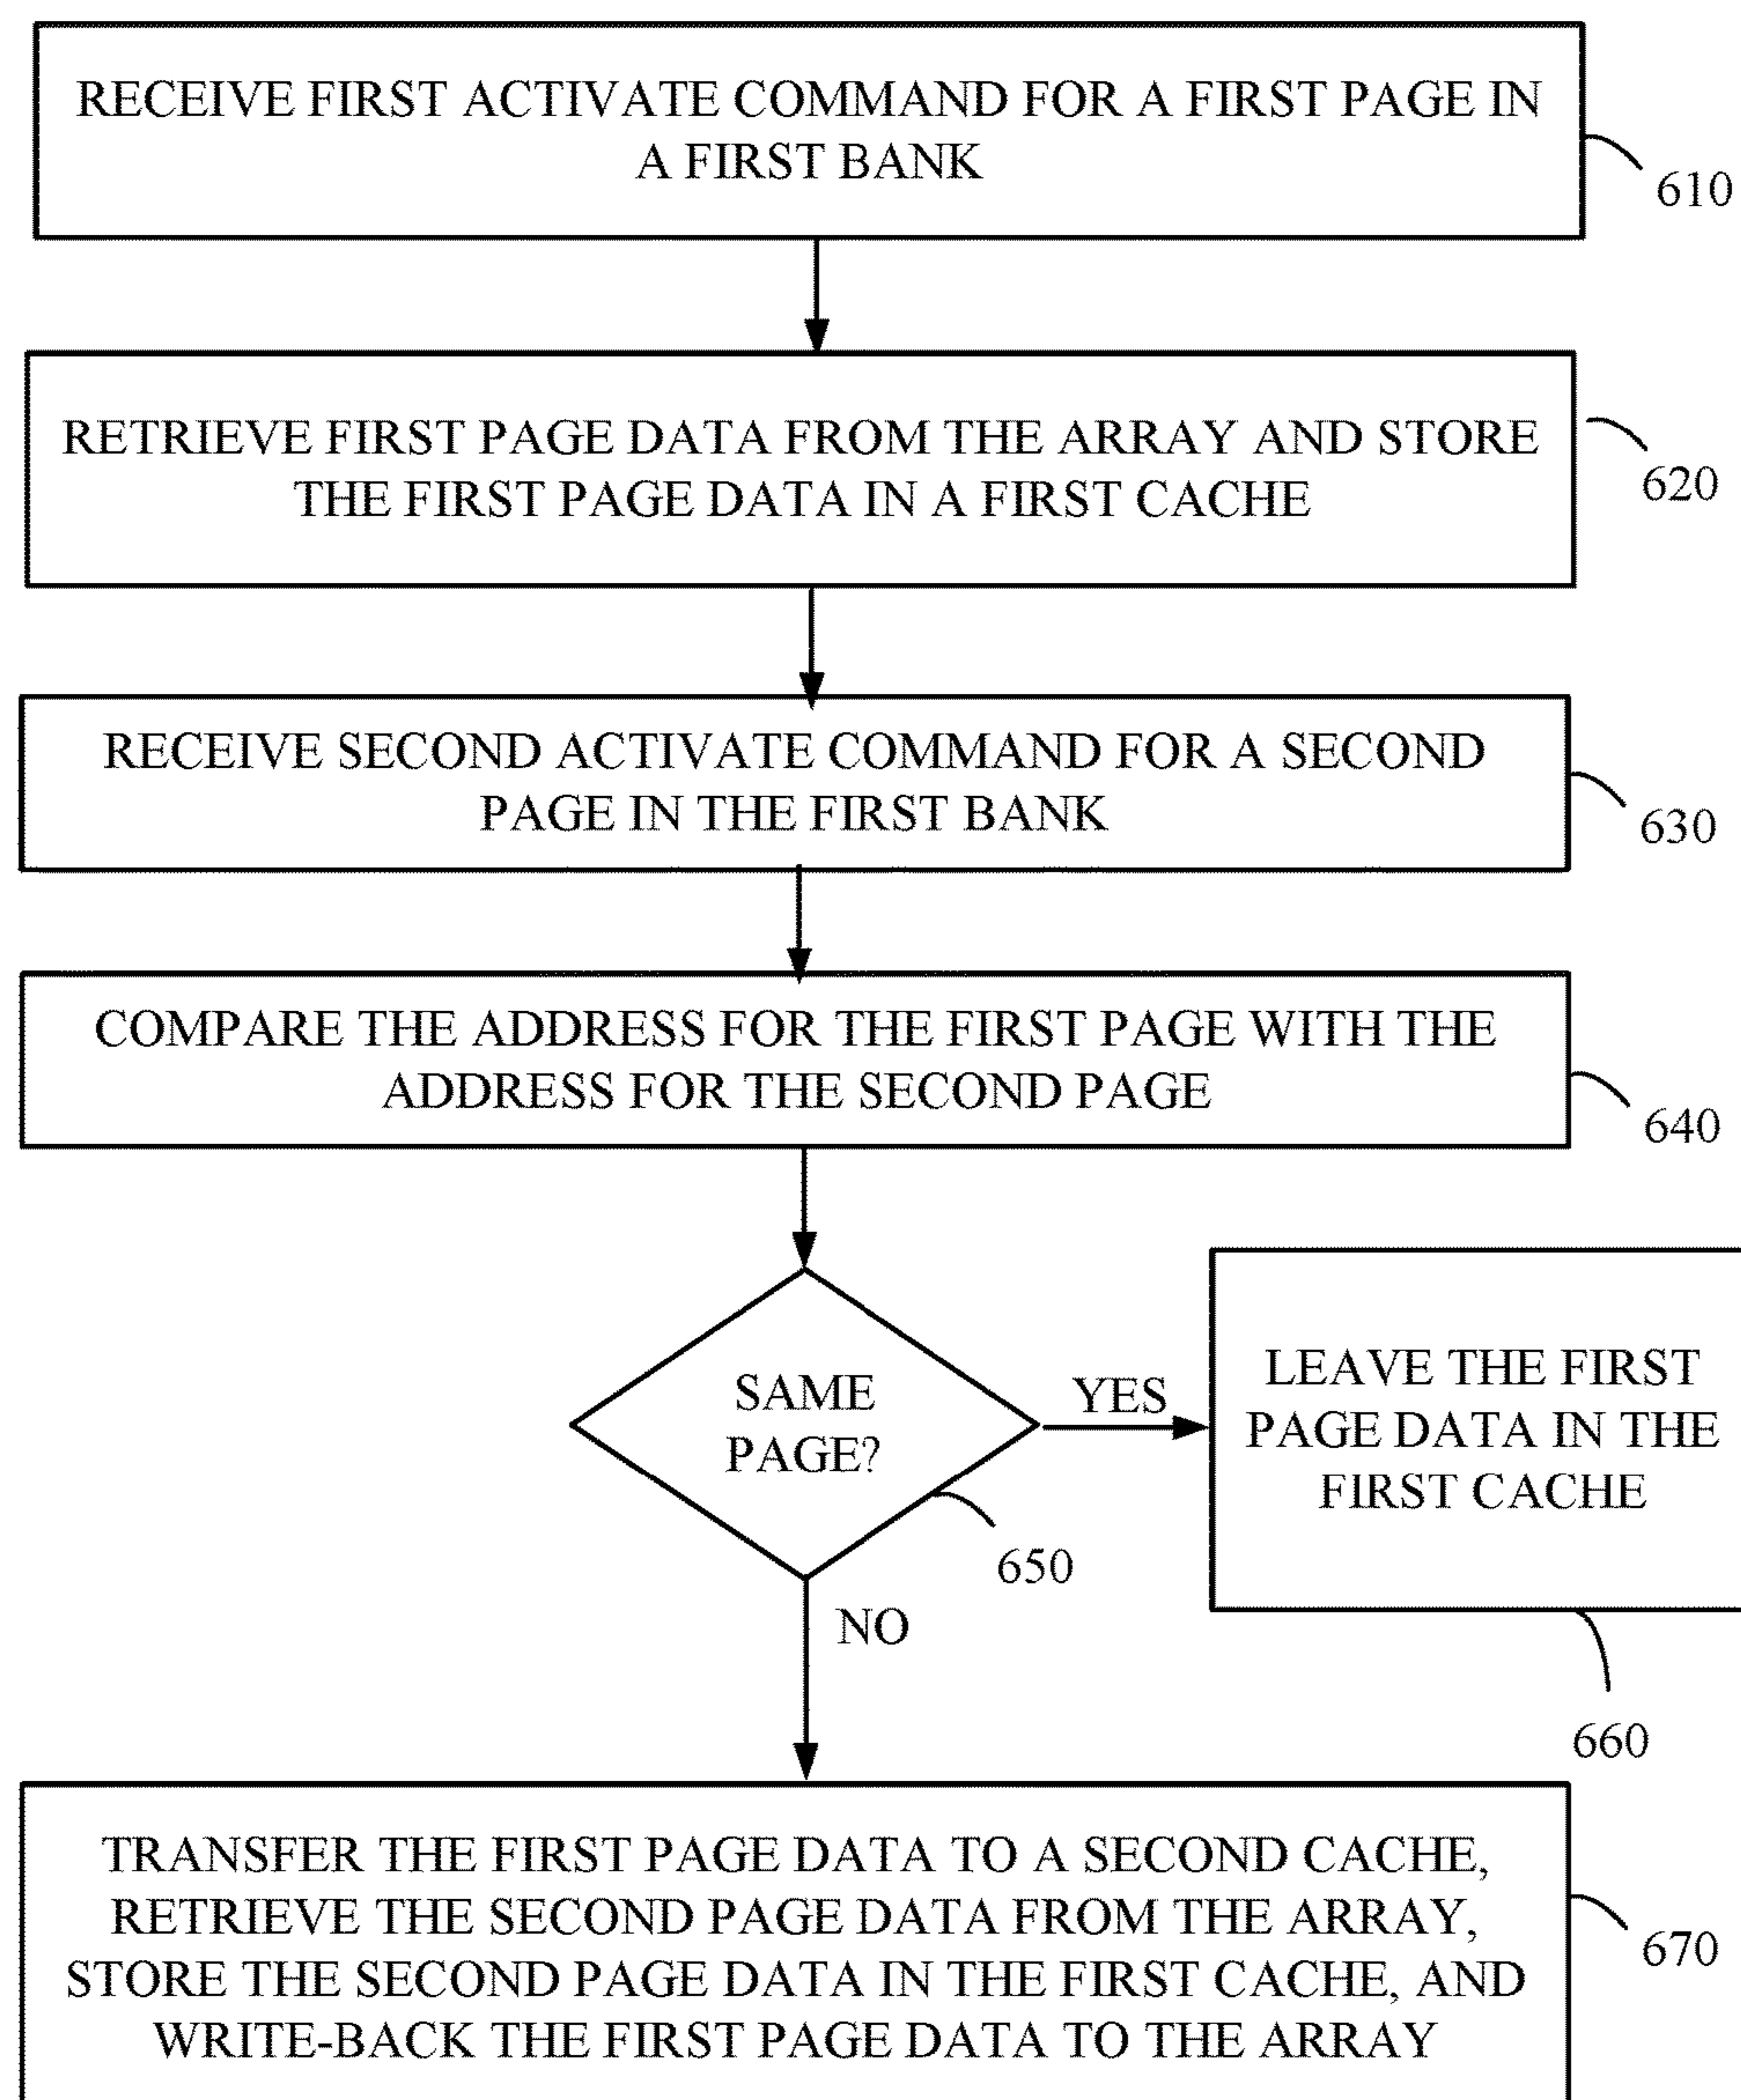 RECEIVE FIRST ACTIVATE COMMAND FOR A FIRST PAGE IN
A FIRST BANK
610
RETRIEVE FIRST PAGE DATA FROM THE ARRAY AND STORE
THE FIRST PAGE DATA IN A FIRST CACHE
620
RECEIVE SECOND ACTIVATE COMMAND FOR A SECOND
PAGE IN THE FIRST BANK
630
COMPARE THE ADDRESS FOR THE FIRST PAGE WITH THE
ADDRESS FOR THE SECOND PAGE
640
SAME
PAGE?
650
YES
LEAVE THE FIRST
PAGE DATA IN THE
FIRST CACHE
660
NO
TRANSFER THE FIRST PAGE DATA TO A SECOND CACHE,
RETRIEVE THE SECOND PAGE DATA FROM THE ARRAY,
STORE THE SECOND PAGE DATA IN THE FIRST CACHE, AND
WRITE-BACK THE FIRST PAGE DATA TO THE ARRAY
670